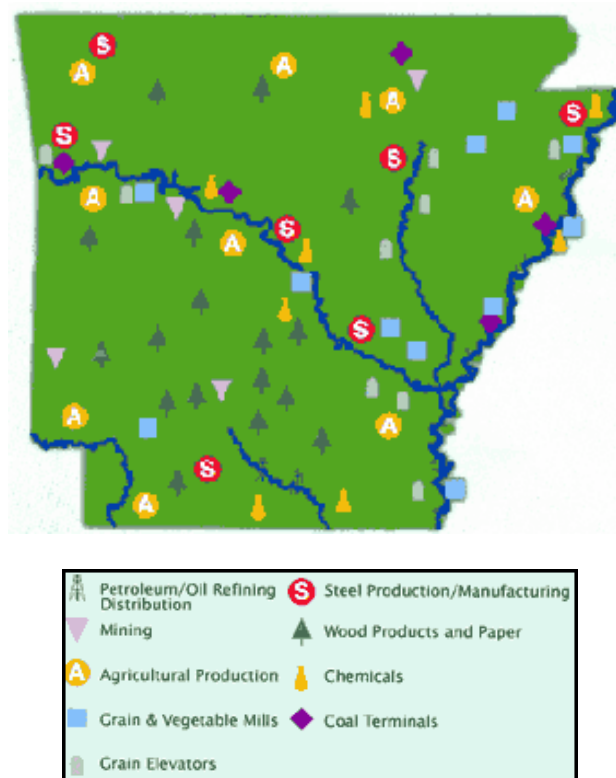 S
A
A
A
S
S
S
A
A
S
A
S
A
A
S
A
Petroleum/Oil Refining
Distribution
S Steel Production/Manufacturing
Mining
Wood Products and Paper
A Agricultural Production
Chemicals
Grain & Vegetable Mills
Coal Terminals
Grain Elevators